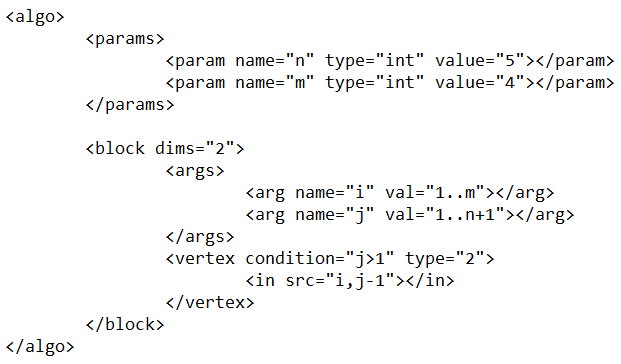 <algo>
        <params>
                <param name="n" type="int" value="5"></param>
                <param name="m" type="int" value="4"></param>
        </params>

        <block dims="2">
                <args>
                        <arg name="i" val="1..m"></arg>
                        <arg name="j" val="1..n+1"></arg>
                </args>
                <vertex condition="j>1" type="2">
                        <in src="i,j-1"></in>
                </vertex>
        </block>
</algo>